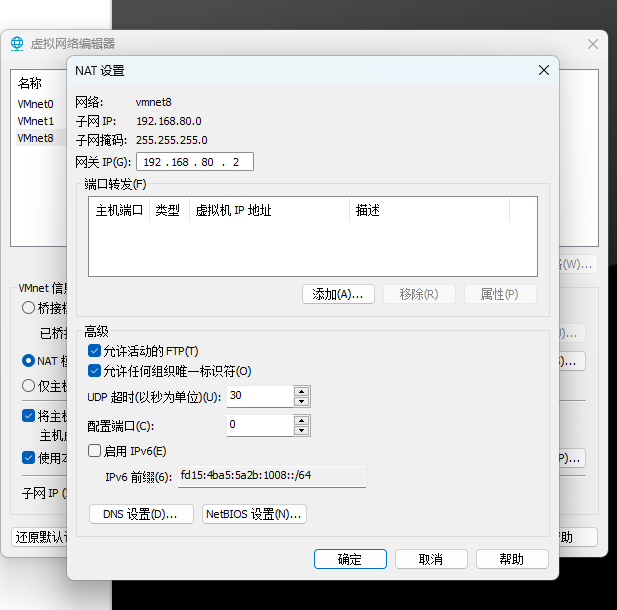 虚拟网络编辑器
NAT 设置
名称
VMnet0
VMnet1
VMnet8
网络: vmnet8
子网 IP: 192.168.80.0
子网掩码: 255.255.255.0
网关 IP(G): 192 . 168 . 80 . 2
端口转发(F)
主机端口 类型 虚拟机 IP 地址 描述
添加(A)... 移除(R) 属性(P)
(W)...
VMnet 信息
桥接
已桥
NAT
仅主
将主
主机
使用
子网 IP
还原默认
高级
允许活动的 FTP(T)
允许任何组织唯一标识符(O)
UDP 超时(以秒为单位)(U): 30
配置端口(C): 0
启用 IPv6(E)
IPv6 前缀(6): fd15:4ba5:5a2b:1008::/64
DNS 设置(D)... NetBIOS 设置(N)...
确定 取消 帮助
P)...
助